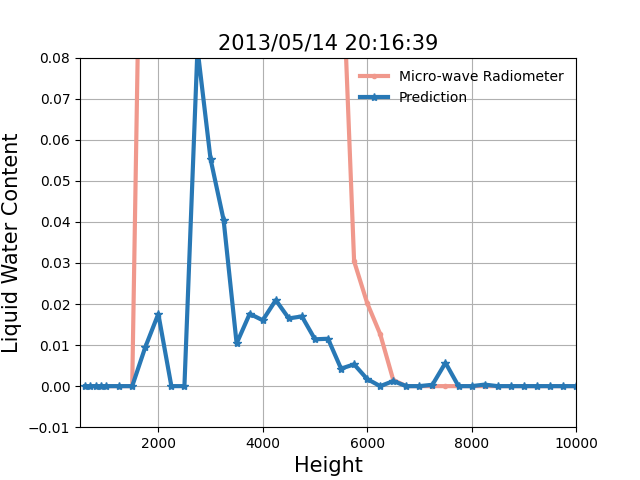 2013/05/14 20:16:39
Micro-wave Radiometer
Prediction
Liquid Water Content
0.08
0.07
0.06
0.05
0.04
0.03
0.02
0.01
0.00
−0.01
2000 4000 6000 8000 10000
Height